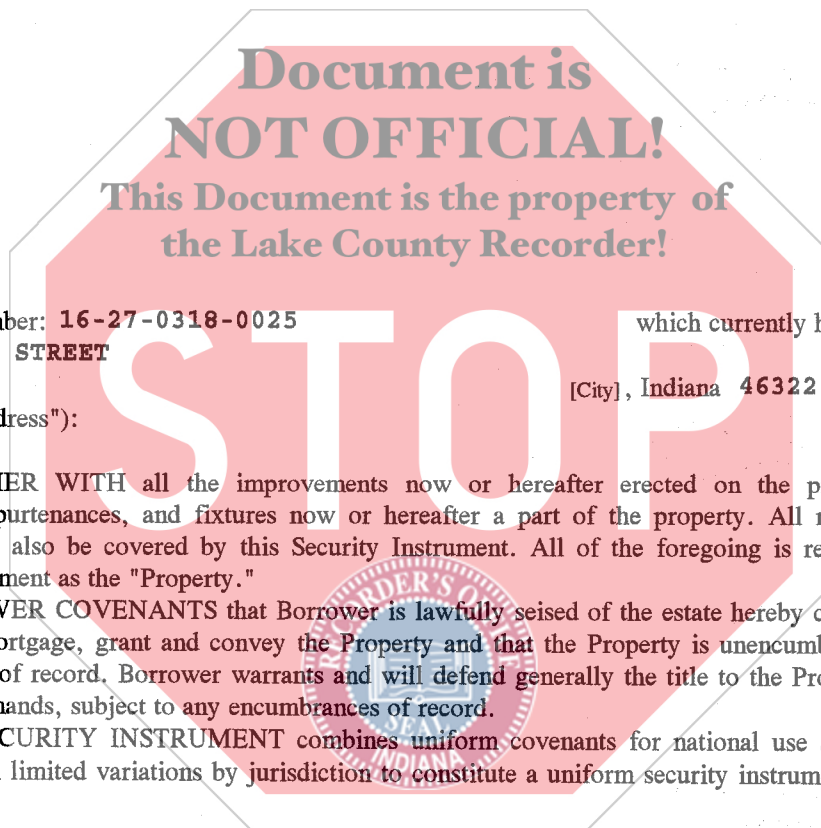 Document is
NOT OFFICIAL!
This Document is the property of
the Lake County Recorder!
ber: 16-27-0318-0025 which currently h
STREET
[City], Indiana 46322
dress"):
STOP
ER WITH all the improvements now or hereafter erected on the p
purtenances, and fixtures now or hereafter a part of the property. All r
also be covered by this Security Instrument. All of the foregoing is re
ment as the "Property."
VER COVENANTS that Borrower is lawfully seised of the estate hereby c
ortgage, grant and convey the Property and that the Property is unencumb
of record. Borrower warrants and will defend generally the title to the Pro
ands, subject to any encumbrances of record.
CURITY INSTRUMENT combines uniform covenants for national use
limited variations by jurisdiction to constitute a uniform security instrum
RECORDER'S OFFICE
SEAL
INDIANA